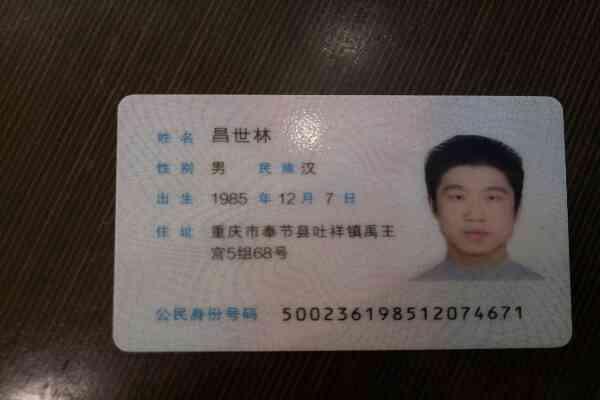 姓名 昌世林
性别 男 民族 汉
出生 1985 年 12 月 7 日
住址 重庆市奉节县吐祥镇禹王
宫5组68号
公民身份号码 500236198512074671